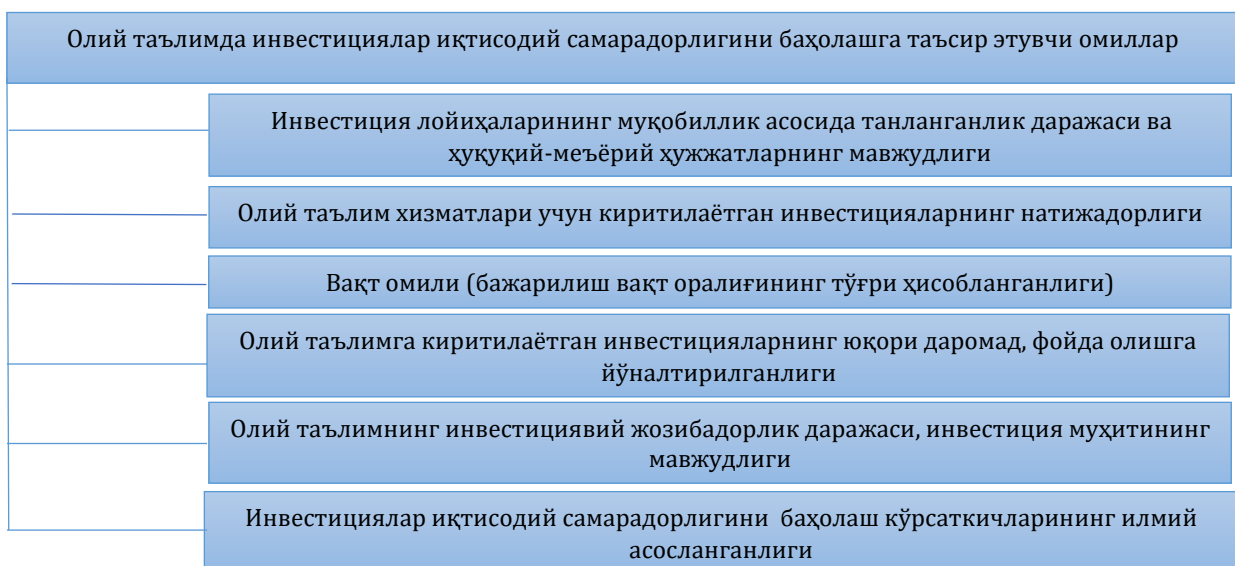 Олий таълимда инвестициялар иқтисодий самарадорлигини баҳолашга таъсир этувчи омиллар
Инвестиция лойиҳаларининг муқобиллик асосида танланганлик даражаси ва
ҳуқуқий-меъёрий ҳужжатларнинг мавжудлиги
Олий таълим хизматлари учун киритилаётган инвестицияларнинг натижадорлиги
Вақт омили (бажарилиш вақт оралиғининг тўғри ҳисобланганлиги)
Олий таълимга киритилаётган инвестицияларнинг юқори даромад, фойда олишга
йўналтирилганлиги
Олий таълимнинг инвестициявий жозибадорлик даражаси, инвестиция муҳитининг
мавжудлиги
Инвестициялар иқтисодий самарадорлигини баҳолаш кўрсаткичларининг илмий
асосланганлиги